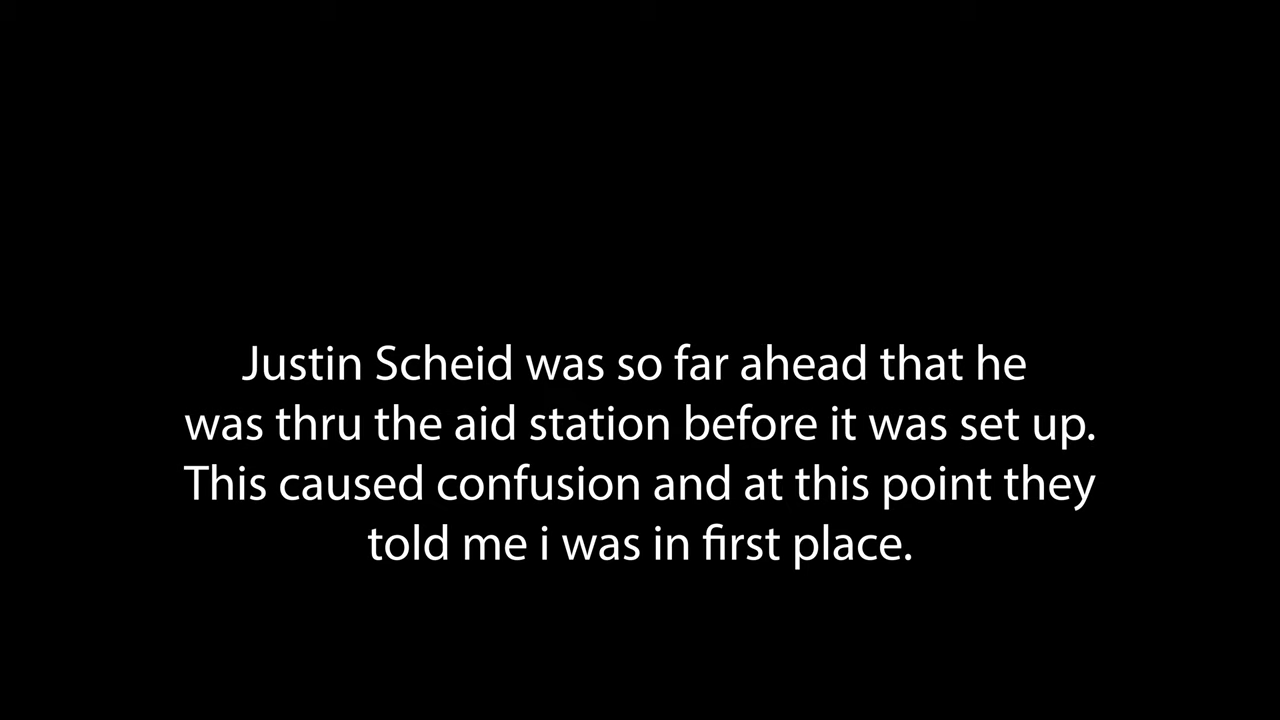 Justin Scheid was so far ahead that he
was thru the aid station before it was set up.
This caused confusion and at this point they
told me i was in first place.